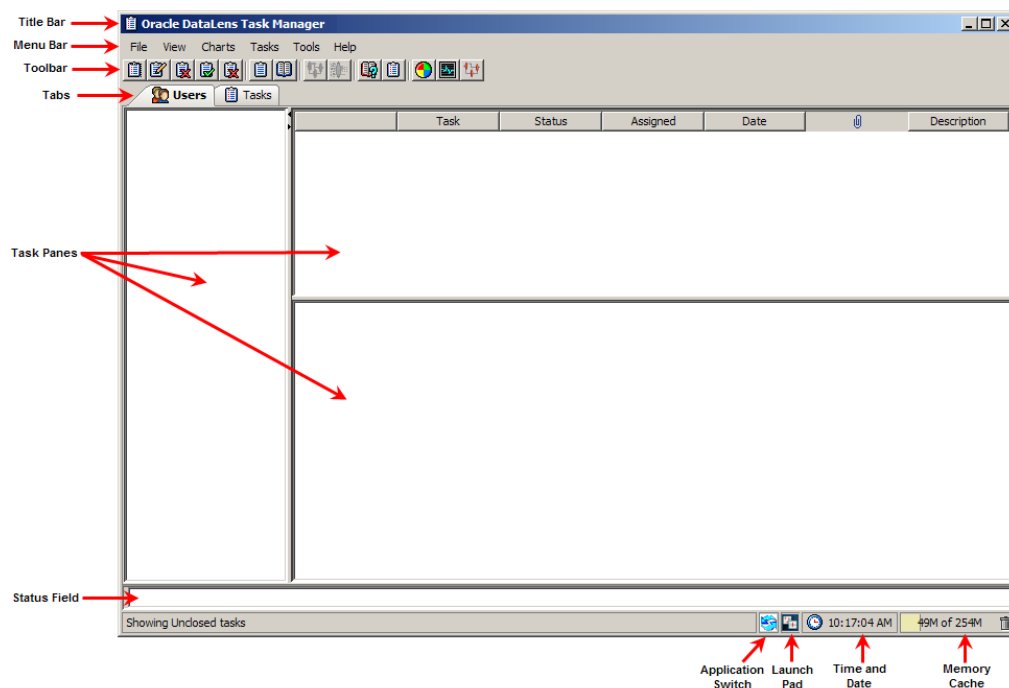 Title Bar
Oracle DataLens Task Manager
Menu Bar
File View Charts Tasks Tools Help
Toolbar
Tabs
Users Tasks
Task Status Assigned Date Description
Task Panes
Status Field
Showing Unclosed tasks
10:17:04 AM
49M of 254M
Application Switch
Launch Pad
Time and Date
Memory Cache